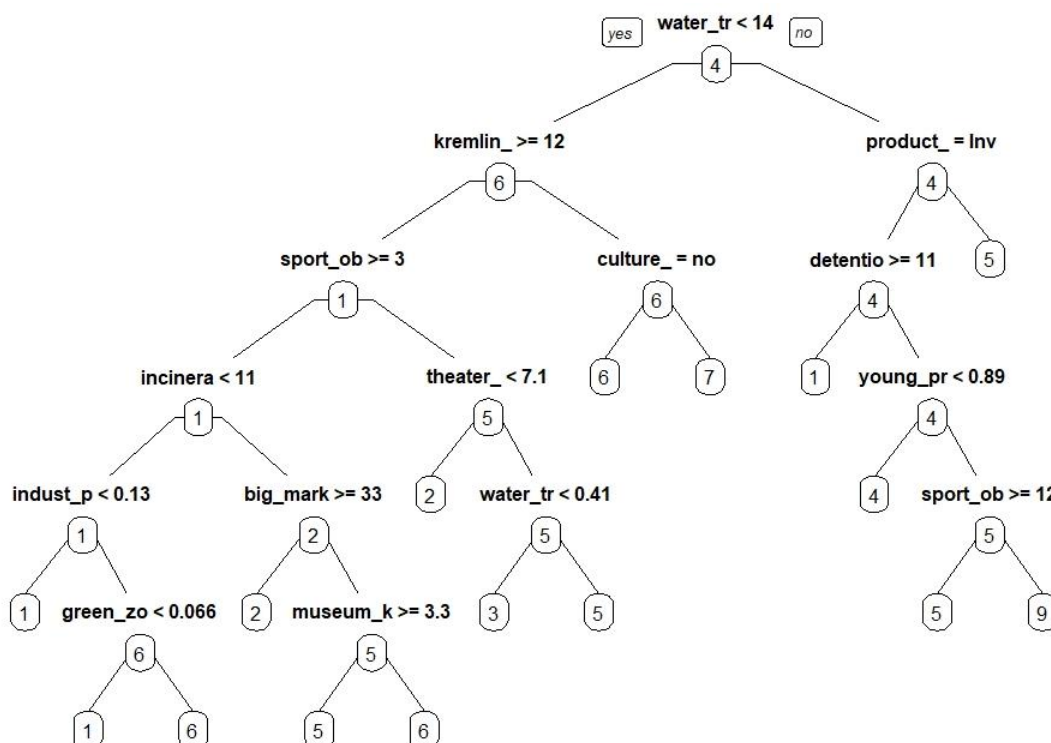 water_tr < 14
yes no
4
kremlin_ >= 12 product_ = Inv
6 4
sport_ob >= 3 culture_ = no detentio >= 11 5
1 6 4
incinera < 11 theater_ < 7.1 6 7 1 young_pr < 0.89
1 5 4
indust_p < 0.13 big_mark >= 33 2 water_tr < 0.41 4 sport_ob >= 12
1 2 5 5
1 green_zo < 0.066 2 museum_k >= 3.3 3 5 5 9
6 5
1 6 5 6